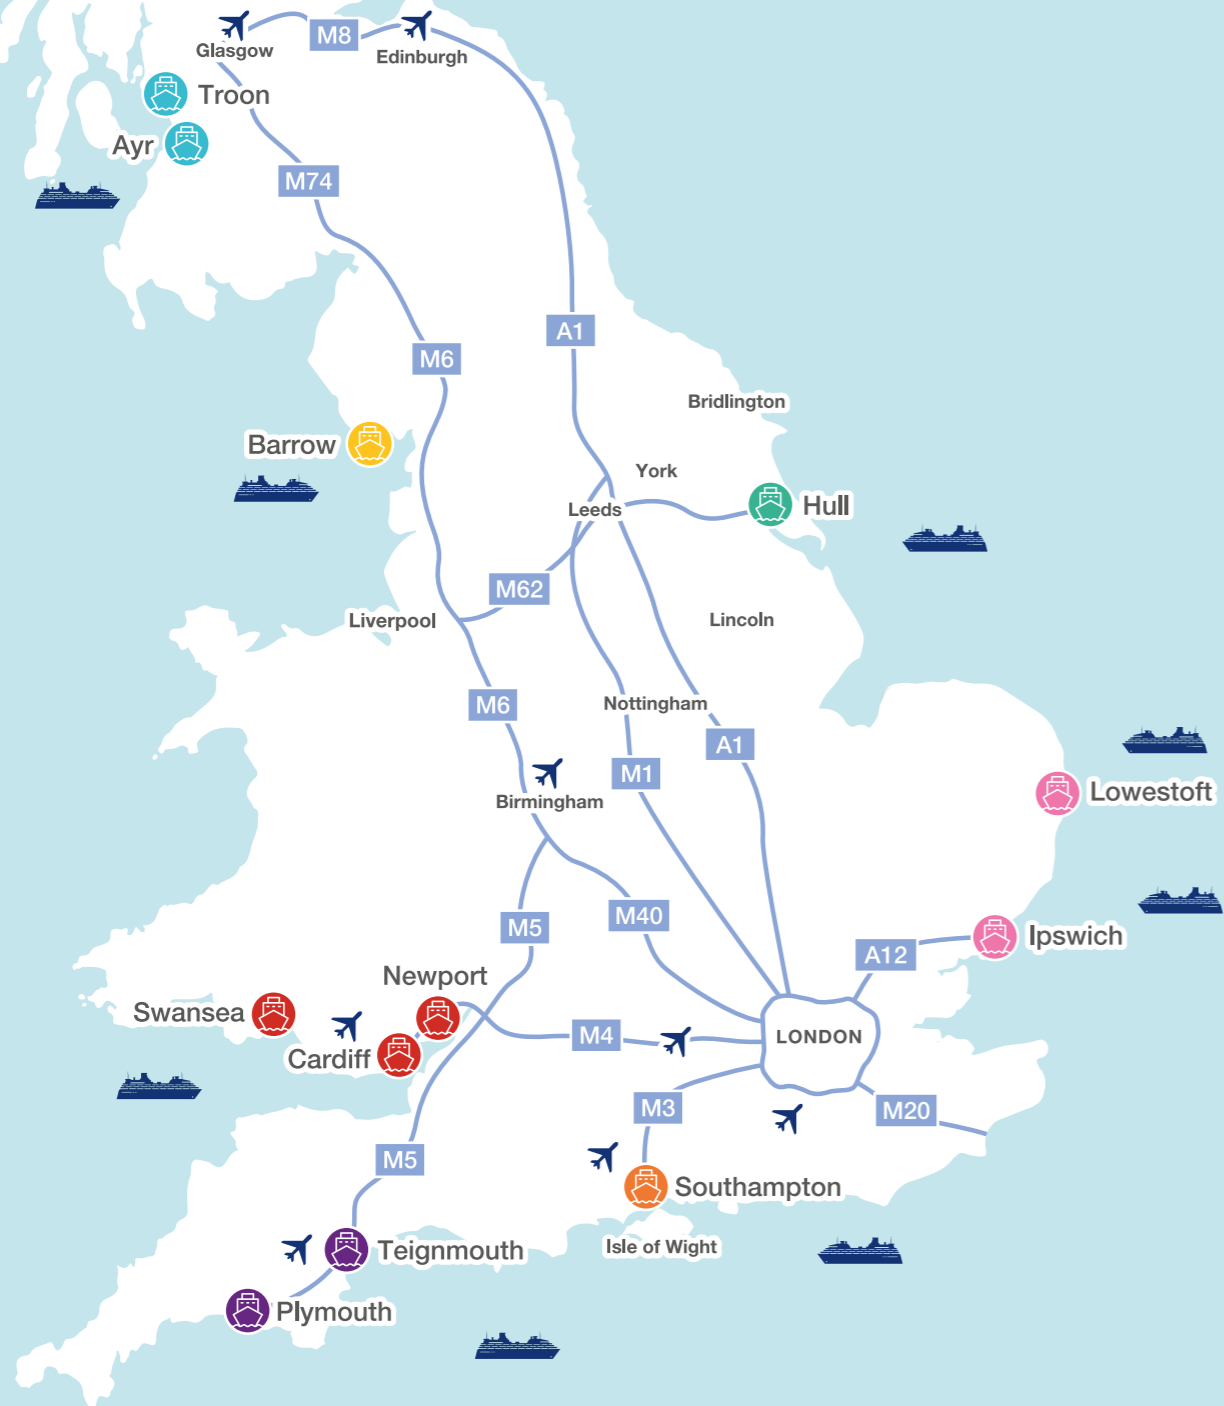 M8
Glasgow
Edinburgh
Troon
Ayr
M74
A1
M6
Bridlington
Barrow
York
Leeds
Hull
M62
Liverpool
Lincoln
M6
Nottingham
A1
M1
Birmingham
Lowestoft
M40
M5
Ipswich
A12
Newport
Swansea
M4
LONDON
Cardiff
M3
M20
M5
Southampton
Isle of Wight
Teignmouth
Plymouth